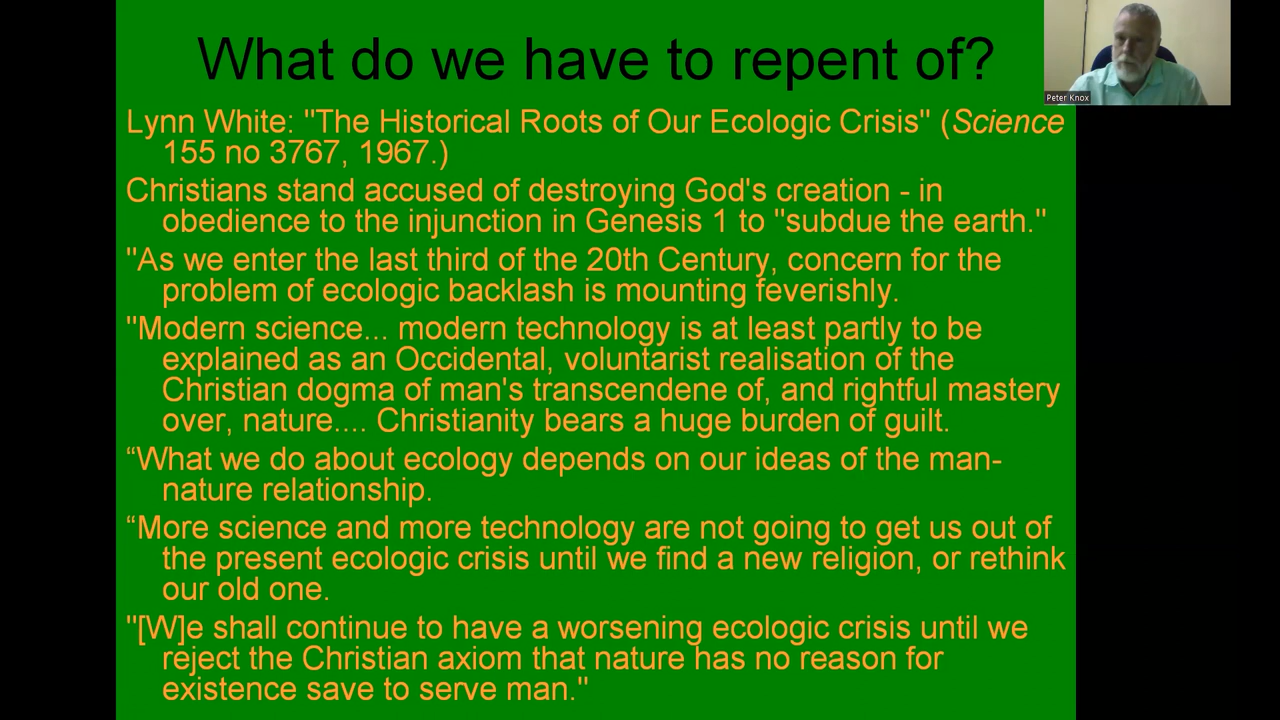 What do we have to repent of?
Peter Knox
Lynn White: "The Historical Roots of Our Ecologic Crisis" (Science
155 no 3767, 1967.)
Christians stand accused of destroying God's creation - in
obedience to the injunction in Genesis 1 to "subdue the earth."
"As we enter the last third of the 20th Century, concern for the
problem of ecologic backlash is mounting feverishly.
"Modern science... modern technology is at least partly to be
explained as an Occidental, voluntarist realisation of the
Christian dogma of man's transcendene of, and rightful mastery
over, nature.... Christianity bears a huge burden of guilt.
“What we do about ecology depends on our ideas of the man-
nature relationship.
“More science and more technology are not going to get us out of
the present ecologic crisis until we find a new religion, or rethink
our old one.
"[W]e shall continue to have a worsening ecologic crisis until we
reject the Christian axiom that nature has no reason for
existence save to serve man."